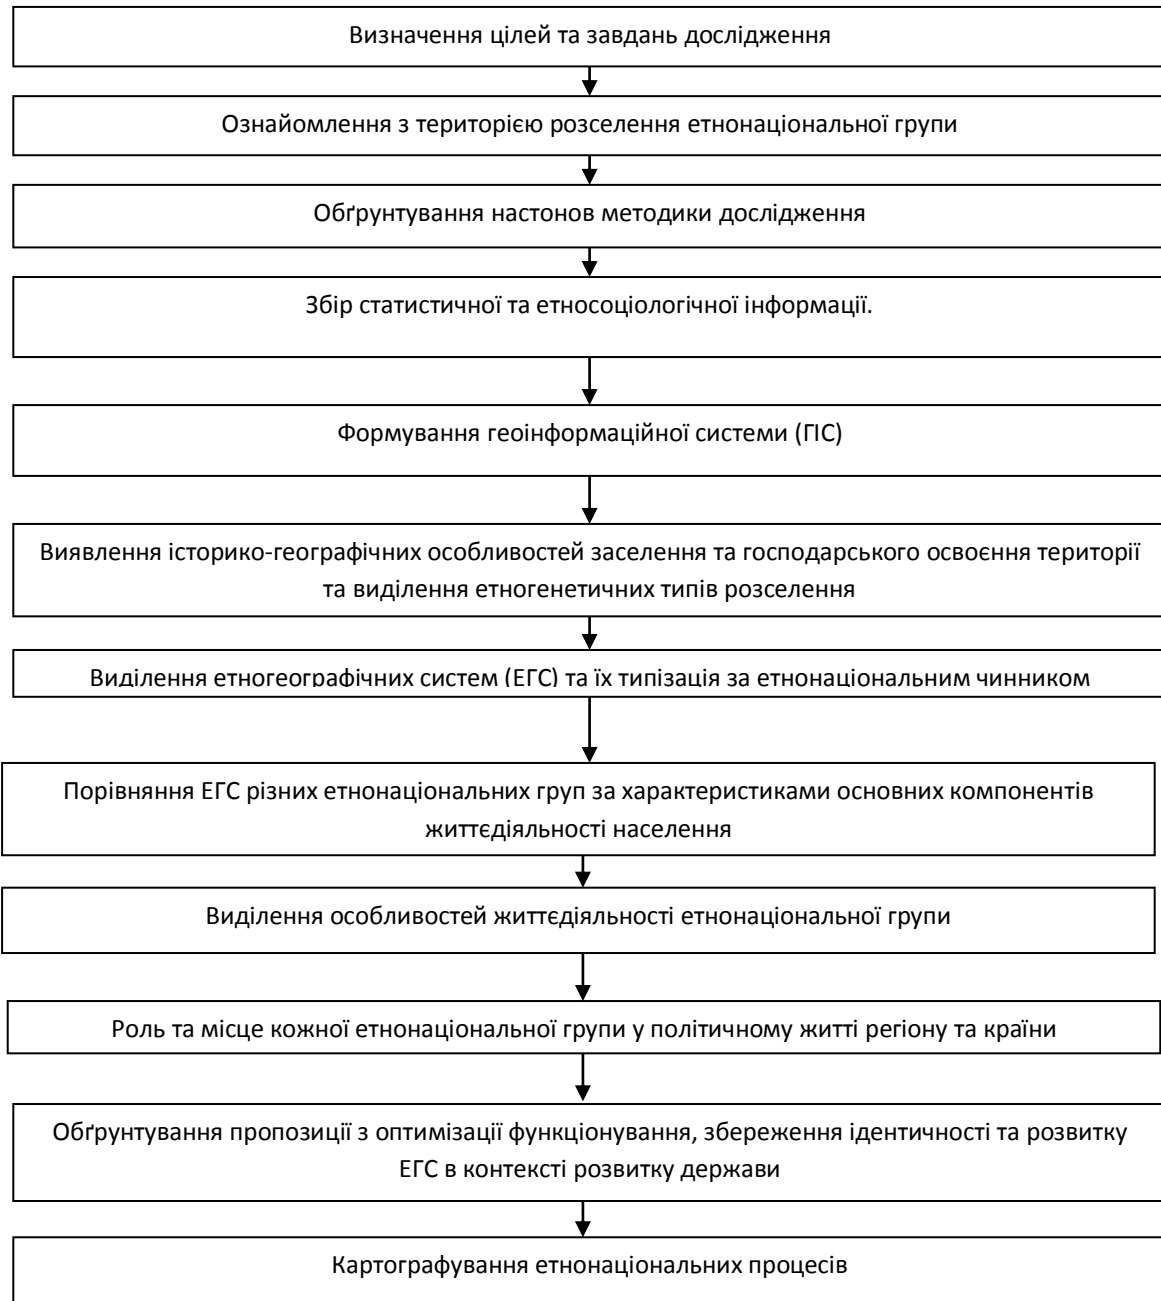 Визначення цілей та завдань дослідження
Ознайомлення з територією розселення етнонаціональної групи
Обґрунтування настонов методики дослідження
Збір статистичної та етносоціологічної інформації.
Формування геоінформаційної системи (ГІС)
Виявлення історико-географічних особливостей заселення та господарського освоєння території
та виділення етногенетичних типів розселення
Виділення етногеографічних систем (ЕГС) та їх типізація за етнонаціональним чинником
Порівняння ЕГС різних етнонаціональних груп за характеристиками основних компонентів
життєдіяльності населення
Виділення особливостей життєдіяльності етнонаціональної групи
Роль та місце кожної етнонаціональної групи у політичному житті регіону та країни
Обґрунтування пропозиції з оптимізації функціонування, збереження ідентичності та розвитку
ЕГС в контексті розвитку держави
Картографування етнонаціональних процесів